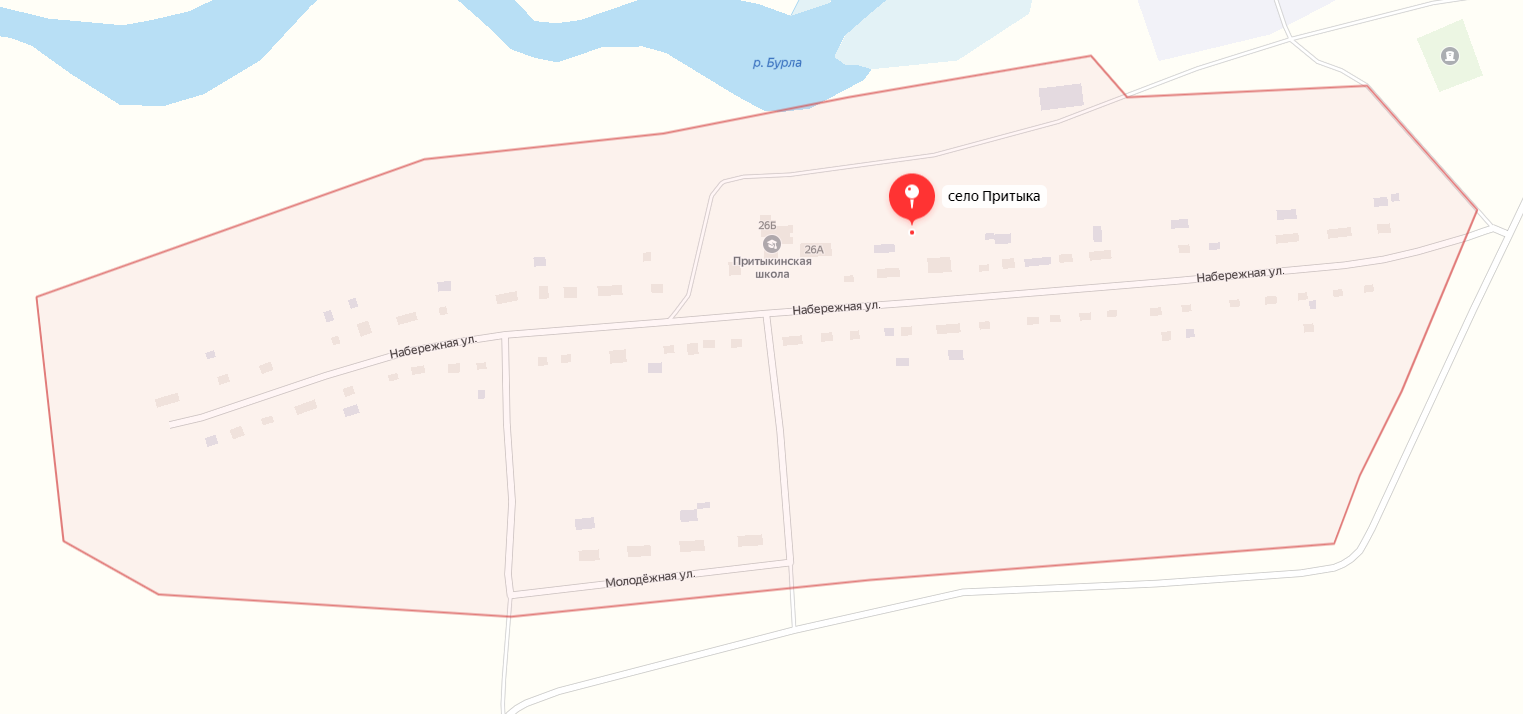 р. Бурла
село Притыка
26Б
26А
Притыкинская
школа
Набережная ул.
Набережная ул.
Набережная ул.
Молодёжная ул.